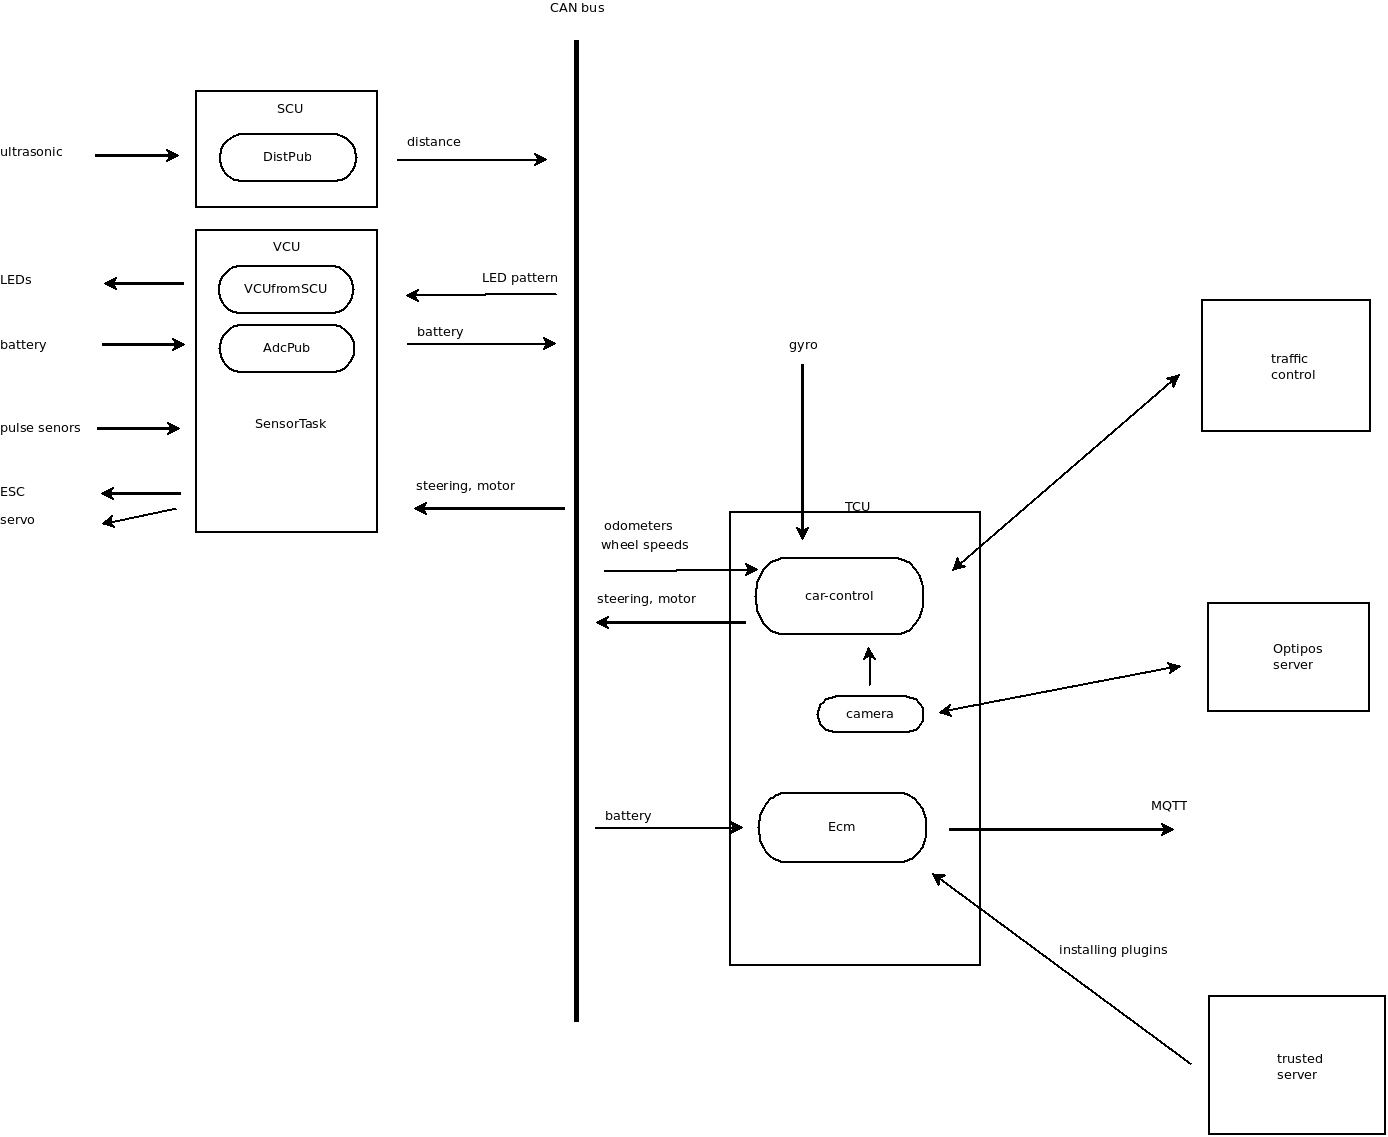 CAN bus
SCU
DistPub
ultrasonic
distance
VCU
VCUfromSCU
LEDs
LED pattern
AdcPub
battery
battery
SensorTask
pulse senors
ESC
servo
steering, motor
gyro
traffic
control
TCU
odometers
wheel speeds
car-control
steering, motor
camera
Optipos
server
battery
Ecm
MQTT
installing plugins
trusted
server